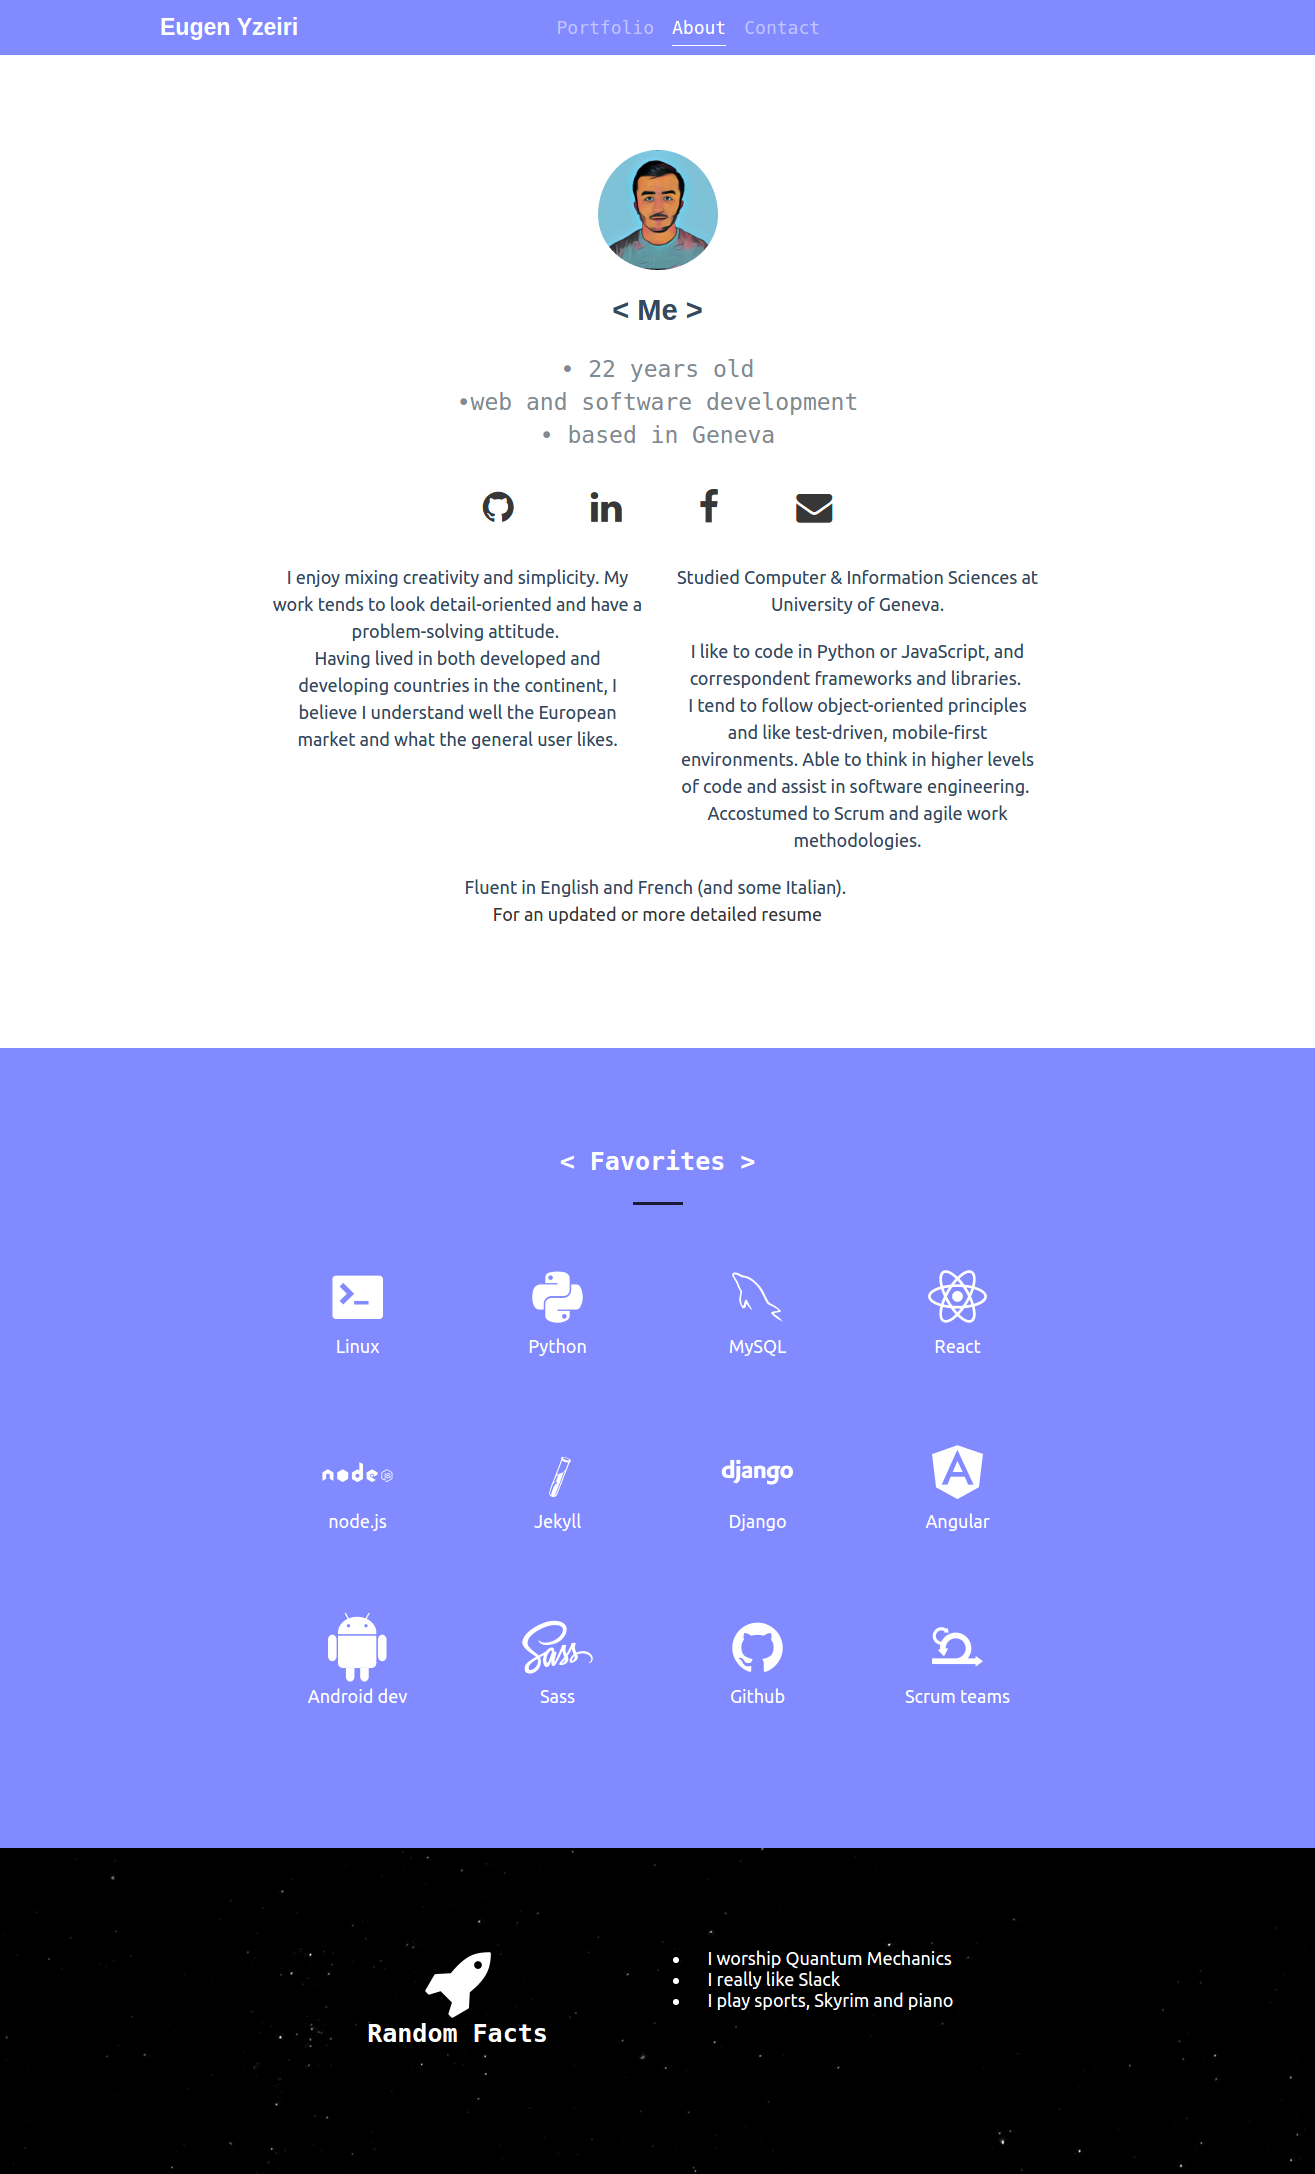 Eugen Yzeiri
Portfolio About Contact
< Me >
• 22 years old
•web and software development
• based in Geneva
I enjoy mixing creativity and simplicity. My
work tends to look detail-oriented and have a
problem-solving attitude.
Having lived in both developed and
developing countries in the continent, I
believe I understand well the European
market and what the general user likes.
Studied Computer & Information Sciences at
University of Geneva.
I like to code in Python or JavaScript, and
correspondent frameworks and libraries.
I tend to follow object-oriented principles
and like test-driven, mobile-first
environments. Able to think in higher levels
of code and assist in software engineering.
Accostumed to Scrum and agile work
methodologies.
Fluent in English and French (and some Italian).
For an updated or more detailed resume
< Favorites >
Linux
Python
MySQL
React
node JS
node.js
Jekyll
django
Django
A
Angular
Android dev
Sass
Sass
Github
Scrum teams
Random Facts
• I worship Quantum Mechanics
• I really like Slack
• I play sports, Skyrim and piano